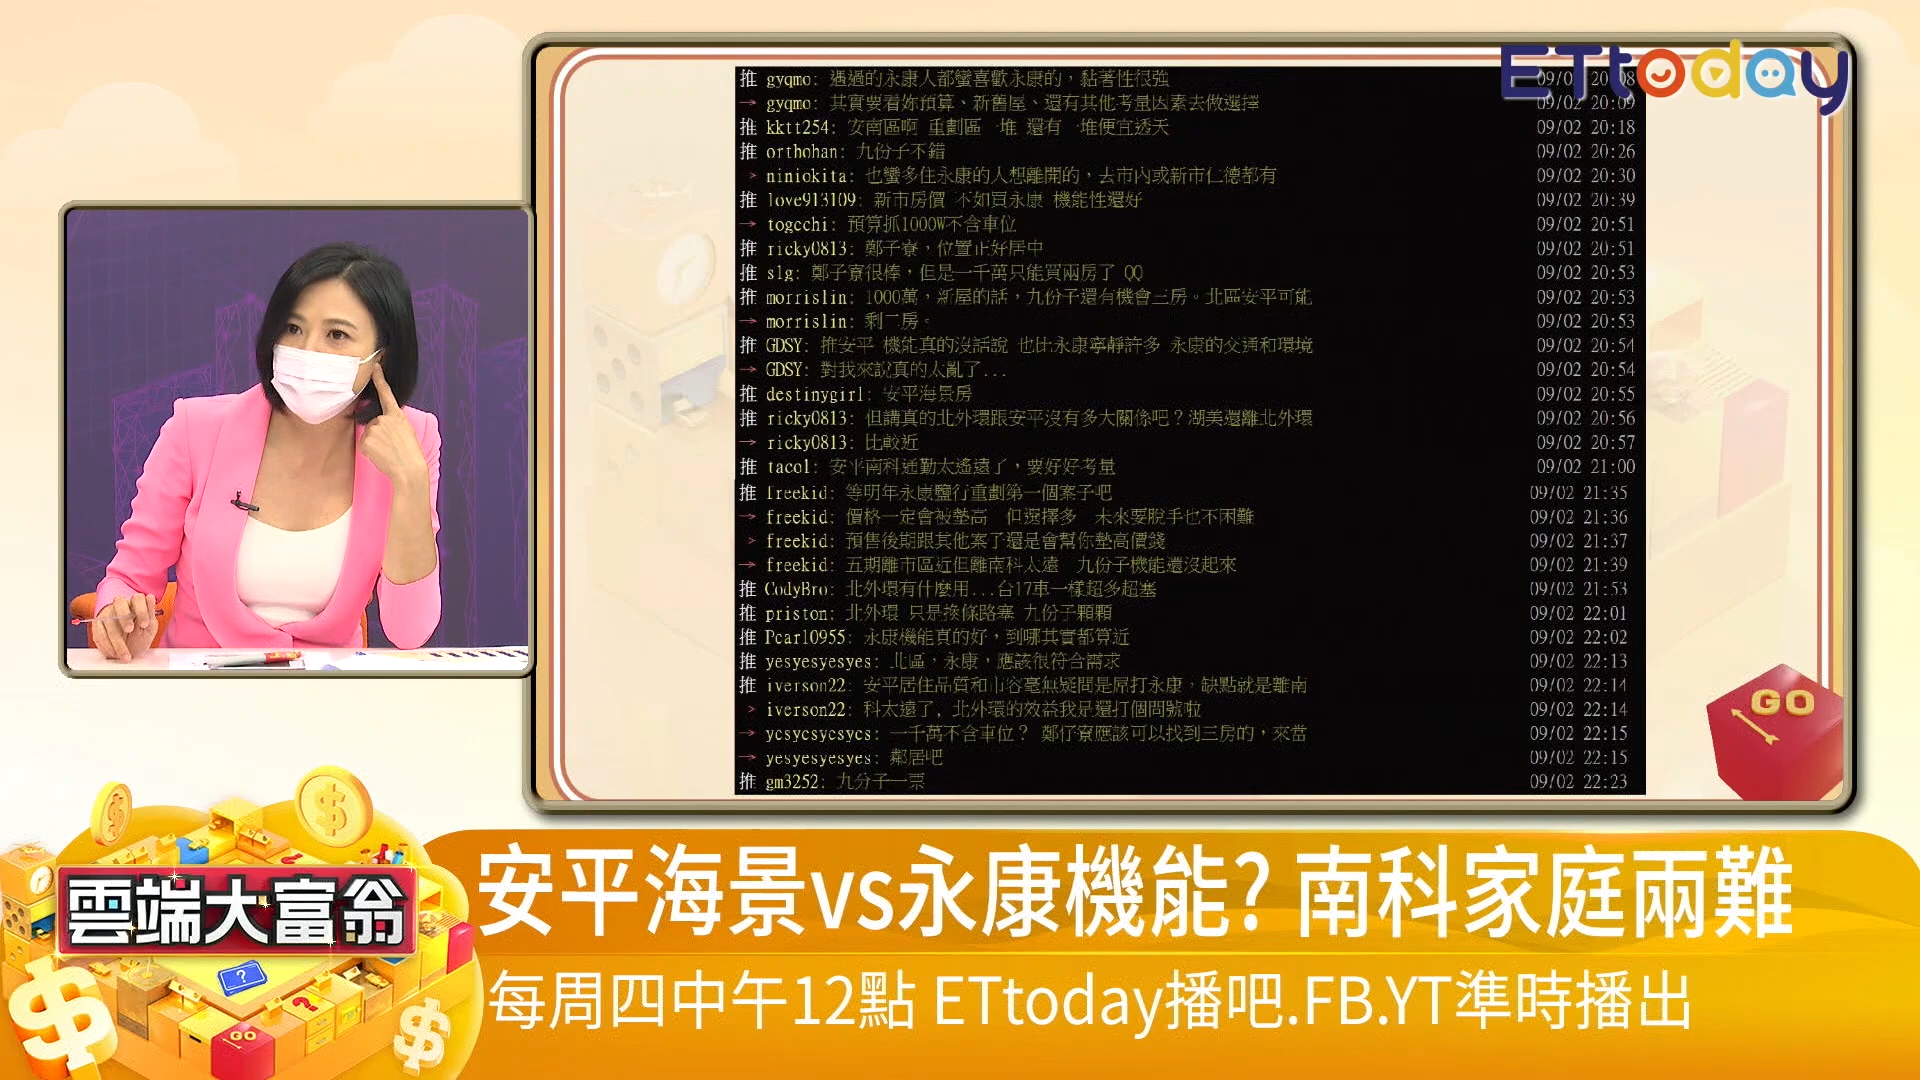 ETtoday
推 gyqmo: 遇過的永康人都蠻喜歡永康的，黏著性很強 09/02 20:08
→ gyqmo: 其實要看妳預算、新舊屋、還有其他考量因素去做選擇 09/02 20:09
推 kktt254: 安南區啊 重劃區一堆 還有一堆便宜透天 09/02 20:18
推 orthohan: 九份子不錯 09/02 20:26
→ niniokita: 也蠻多住永康的人想離開的，去市內或新市仁德都有 09/02 20:30
推 love913109: 新市房價 不如買永康 機能性還好 09/02 20:39
→ togechi: 預算抓1000W不含車位 09/02 20:51
推 ricky0813: 鄭子寮，位置正好居中 09/02 20:51
推 slg: 鄭子寮很棒，但是一千萬只能買兩房了 QQ 09/02 20:53
推 morrislin: 1000萬，新屋的話，九份子還有機會三房。北區安平可能 09/02 20:53
→ morrislin: 剩二房。 09/02 20:53
推 GDSY: 推安平 機能真的沒話說 也比永康寧靜許多 永康的交通和環境 09/02 20:54
→ GDSY: 對我來說真的太亂了... 09/02 20:54
推 destinygirl: 安平海景房 09/02 20:55
推 ricky0813: 但講真的北外環跟安平沒有多大關係吧？湖美還離北外環 09/02 20:56
→ ricky0813: 比較近 09/02 20:57
推 tacol: 安平南科通勤太遙遠了，要好好考量 09/02 21:00
推 freekid: 等明年永康鹽行重劃第一個案子吧 09/02 21:35
→ freekid: 價格一定會被墊高 但選擇多 未來要脫手也不困難 09/02 21:36
→ freekid: 預售後期跟其他案子還是會幫你墊高價錢 09/02 21:37
→ freekid: 五期離市區近但離南科太遠 九份子機能還沒起來 09/02 21:39
推 CodyBro: 北外環有什麼用...台17車一樣超多超塞 09/02 21:53
推 priston: 北外環 只是換條路塞 九份子顆顆 09/02 22:01
推 Pearl0955: 永康機能真的好，到哪其實都算近 09/02 22:02
推 yesyesyesyes: 北區，永康，應該很符合需求 09/02 22:13
推 iverson22: 安平居住品質和市容毫無疑問是屌打永康，缺點就是離南 09/02 22:14
→ iverson22: 科太遠了, 北外環的效益我是還打個問號啦 09/02 22:14
→ yesyesyesyes: 一千萬不含車位？ 鄭仔寮應該可以找到三房的，來當 09/02 22:15
→ yesyesyesyes: 鄰居吧 09/02 22:15
推 gm3252: 九分子一票 09/02 22:23
GO
雲端大富翁
安平海景vs永康機能? 南科家庭兩難
每周四中午12點 ETtoday播吧.FB.YT準時播出
GO